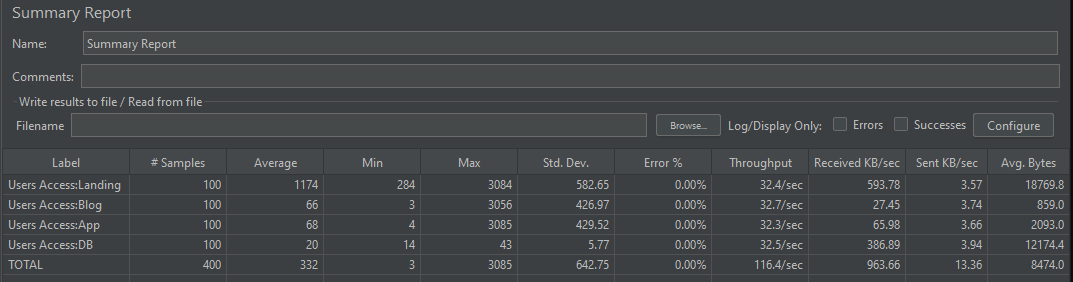 Summary Report
Name: Summary Report
Comments:
Write results to file / Read from file
Filename Browse... Log/Display Only: Errors Successes Configure
Label # Samples Average Min Max Std. Dev. Error % Throughput Received KB/sec Sent KB/sec Avg. Bytes
Users Access:Landing 100 1174 284 3084 582.65 0.00% 32.4/sec 593.78 3.57 18769.8
Users Access:Blog 100 66 3 3056 426.97 0.00% 32.7/sec 27.45 3.74 859.0
Users Access:App 100 68 4 3085 429.52 0.00% 32.3/sec 65.98 3.66 2093.0
Users Access:DB 100 20 14 43 5.77 0.00% 32.5/sec 386.89 3.94 12174.4
TOTAL 400 332 3 3085 642.75 0.00% 116.4/sec 963.66 13.36 8474.0